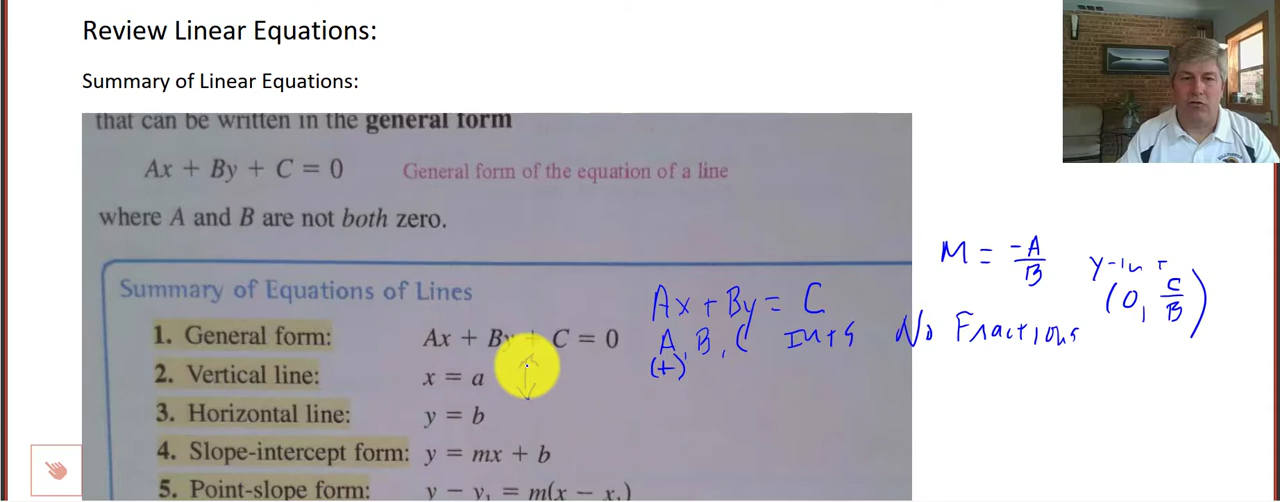 Review Linear Equations:
Summary of Linear Equations:
that can be written in the general form
Ax + By + C = 0 General form of the equation of a line
where A and B are not both zero.
Summary of Equations of Lines
1. General form: Ax + By + C = 0
2. Vertical line: x = a
3. Horizontal line: y = b
4. Slope-intercept form: y = mx + b
5. Point-slope form: y − y₁ = m(x − x₁)
Ax + By = C
A, B, C Ints No Fractions
(+)
M = -A/B
y-int
(0, C/B)